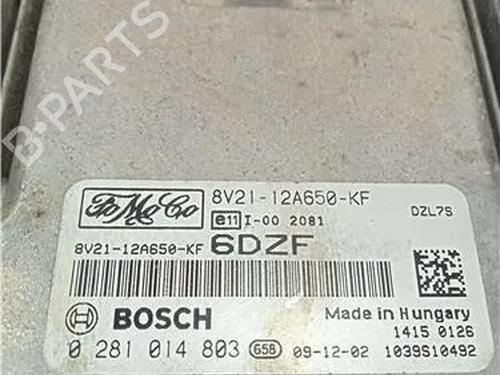 B-PARTS
FoMoCo
8V21-12A650-KF
e11 I-00 2081
DZL7S
8V21-12A650-KF 6DZF
BOSCH
Made in Hungary
1415 0126
0 281 014 803 658 09-12-02 1039S10492